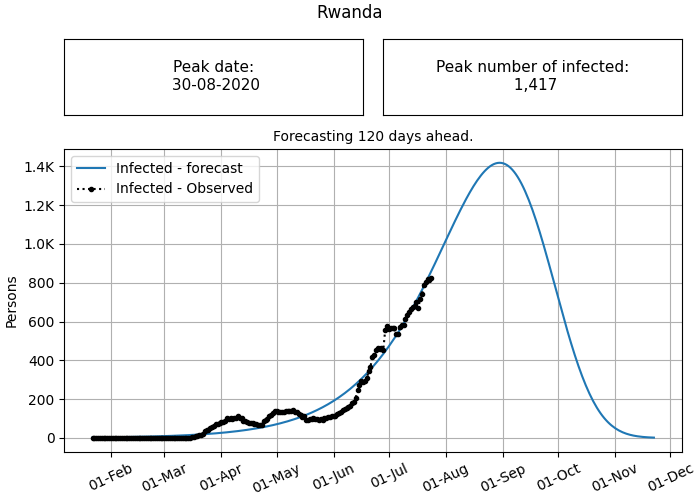 Rwanda
Peak date:
30-08-2020
Peak number of infected:
1,417
Forecasting 120 days ahead.
Infected - forecast
Infected - Observed
Persons
1.4K
1.2K
1.0K
800
600
400
200
0
01-Feb
01-Mar
01-Apr
01-May
01-Jun
01-Jul
01-Aug
01-Sep
01-Oct
01-Nov
01-Dec